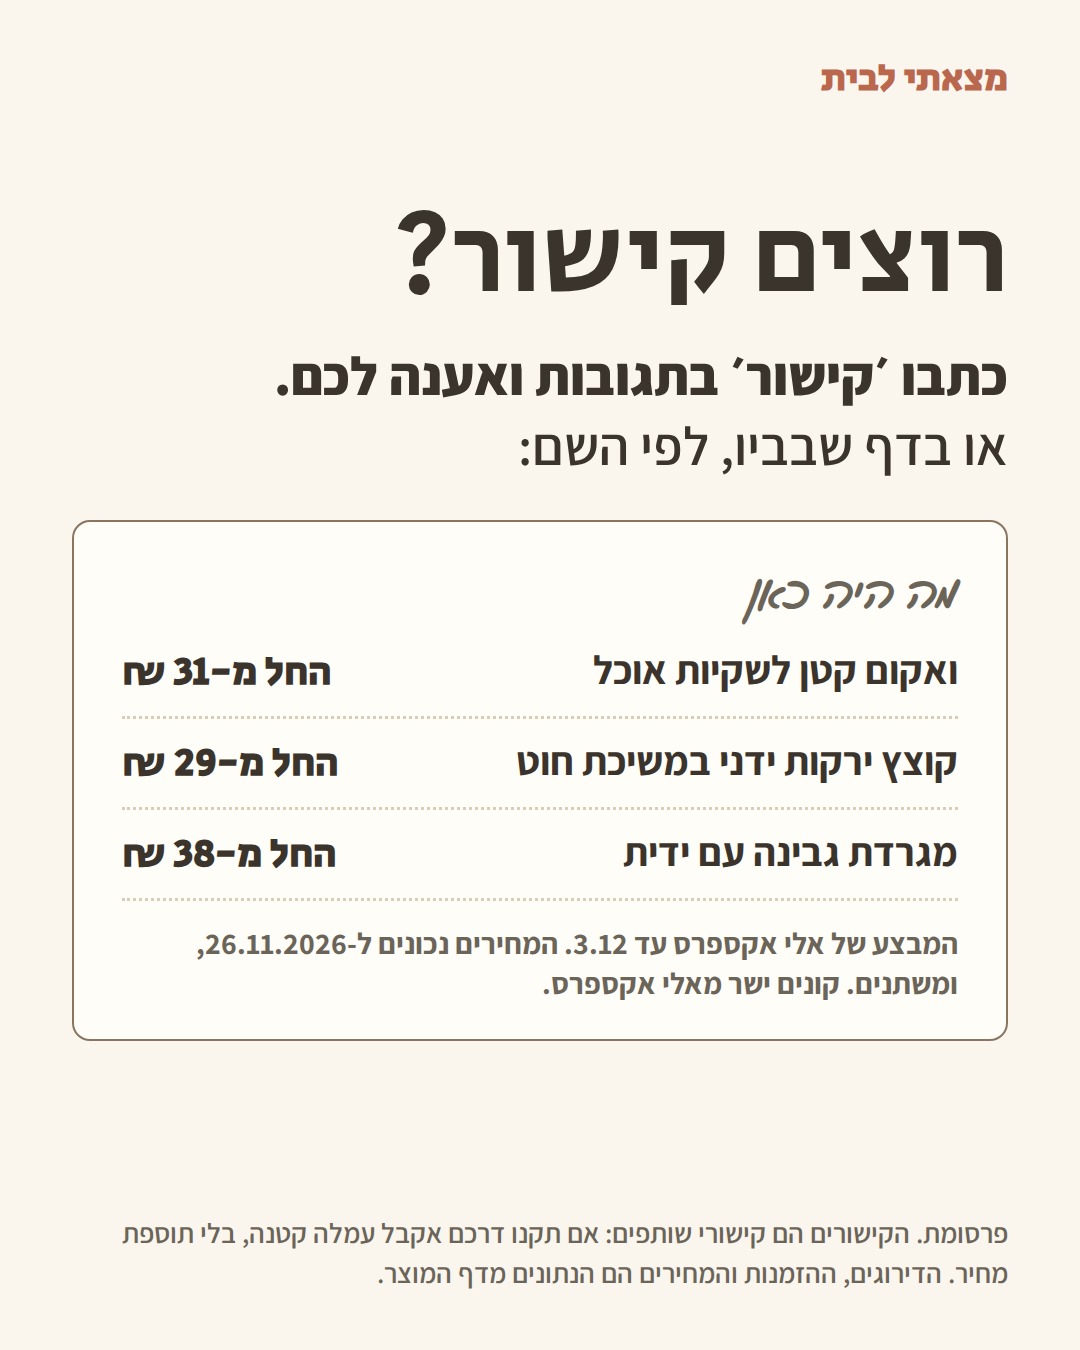 מצאתי לבית
רוצים קישור?
כתבו ׳קישור׳ בתגובות ואענה לכם.
או בדף שבביו, לפי השם:
מה היה כאן
ואקום קטן לשקיות אוכל החל מ-31 ₪
קוצץ ירקות ידני במשיכת חוט החל מ-29 ₪
מגרדת גבינה עם ידית החל מ-38 ₪
המבצע של אלי אקספרס עד 3.12. המחירים נכונים ל-26.11.2026,
ומשתנים. קונים ישר מאלי אקספרס.
פרסומת. הקישורים הם קישורי שותפים: אם תקנו דרכם אקבל עמלה קטנה, בלי תוספת
מחיר. הדירוגים, ההזמנות והמחירים הם הנתונים מדף המוצר.